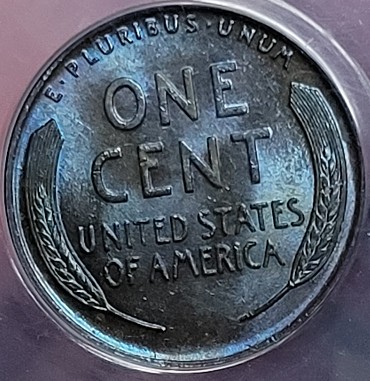 E·PLURIBUS·UNUM
ONE
CENT
UNITED STATES
OF AMERICA